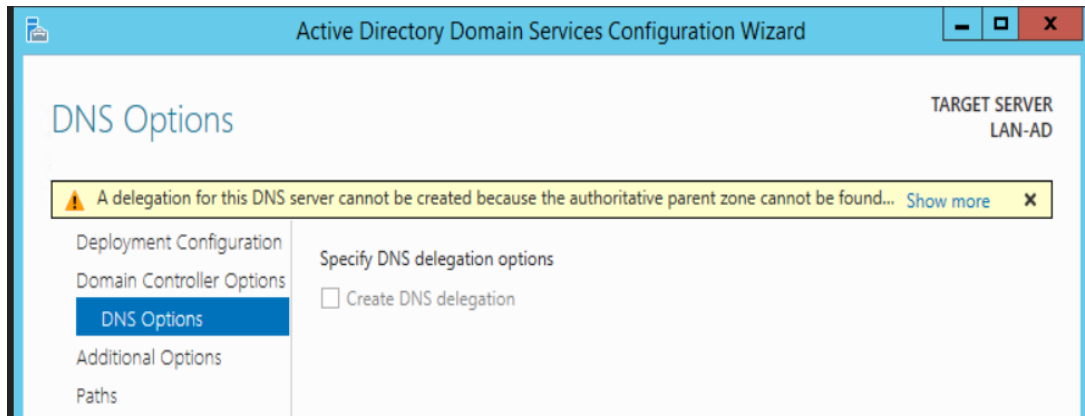 Active Directory Domain Services Configuration Wizard
DNS Options
TARGET SERVER
LAN-AD
A delegation for this DNS server cannot be created because the authoritative parent zone cannot be found... Show more
Deployment Configuration
Domain Controller Options
DNS Options
Additional Options
Paths
Specify DNS delegation options
Create DNS delegation